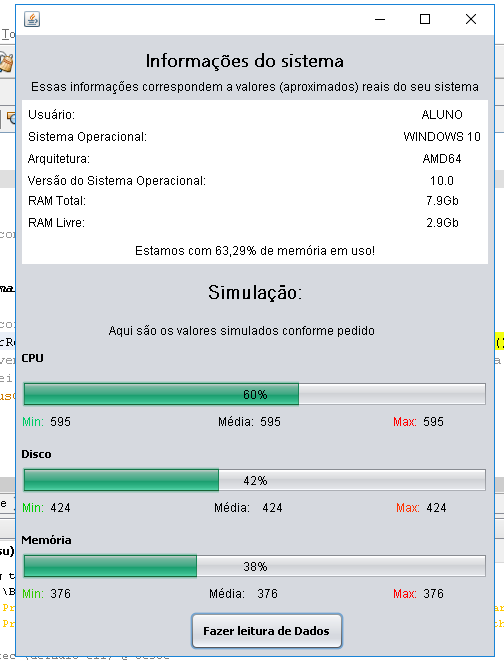 Informações do sistema
Essas informações correspondem a valores (aproximados) reais do seu sistema
Usuário: ALUNO
Sistema Operacional: WINDOWS 10
Arquitetura: AMD64
Versão do Sistema Operacional: 10.0
RAM Total: 7.9Gb
RAM Livre: 2.9Gb
Estamos com 63,29% de memória em uso!
Simulação:
Aqui são os valores simulados conforme pedido
CPU
60%
Min: 595 Média: 595 Max: 595
Disco
42%
Min: 424 Média: 424 Max: 424
Memória
38%
Min: 376 Média: 376 Max: 376
Fazer leitura de Dados